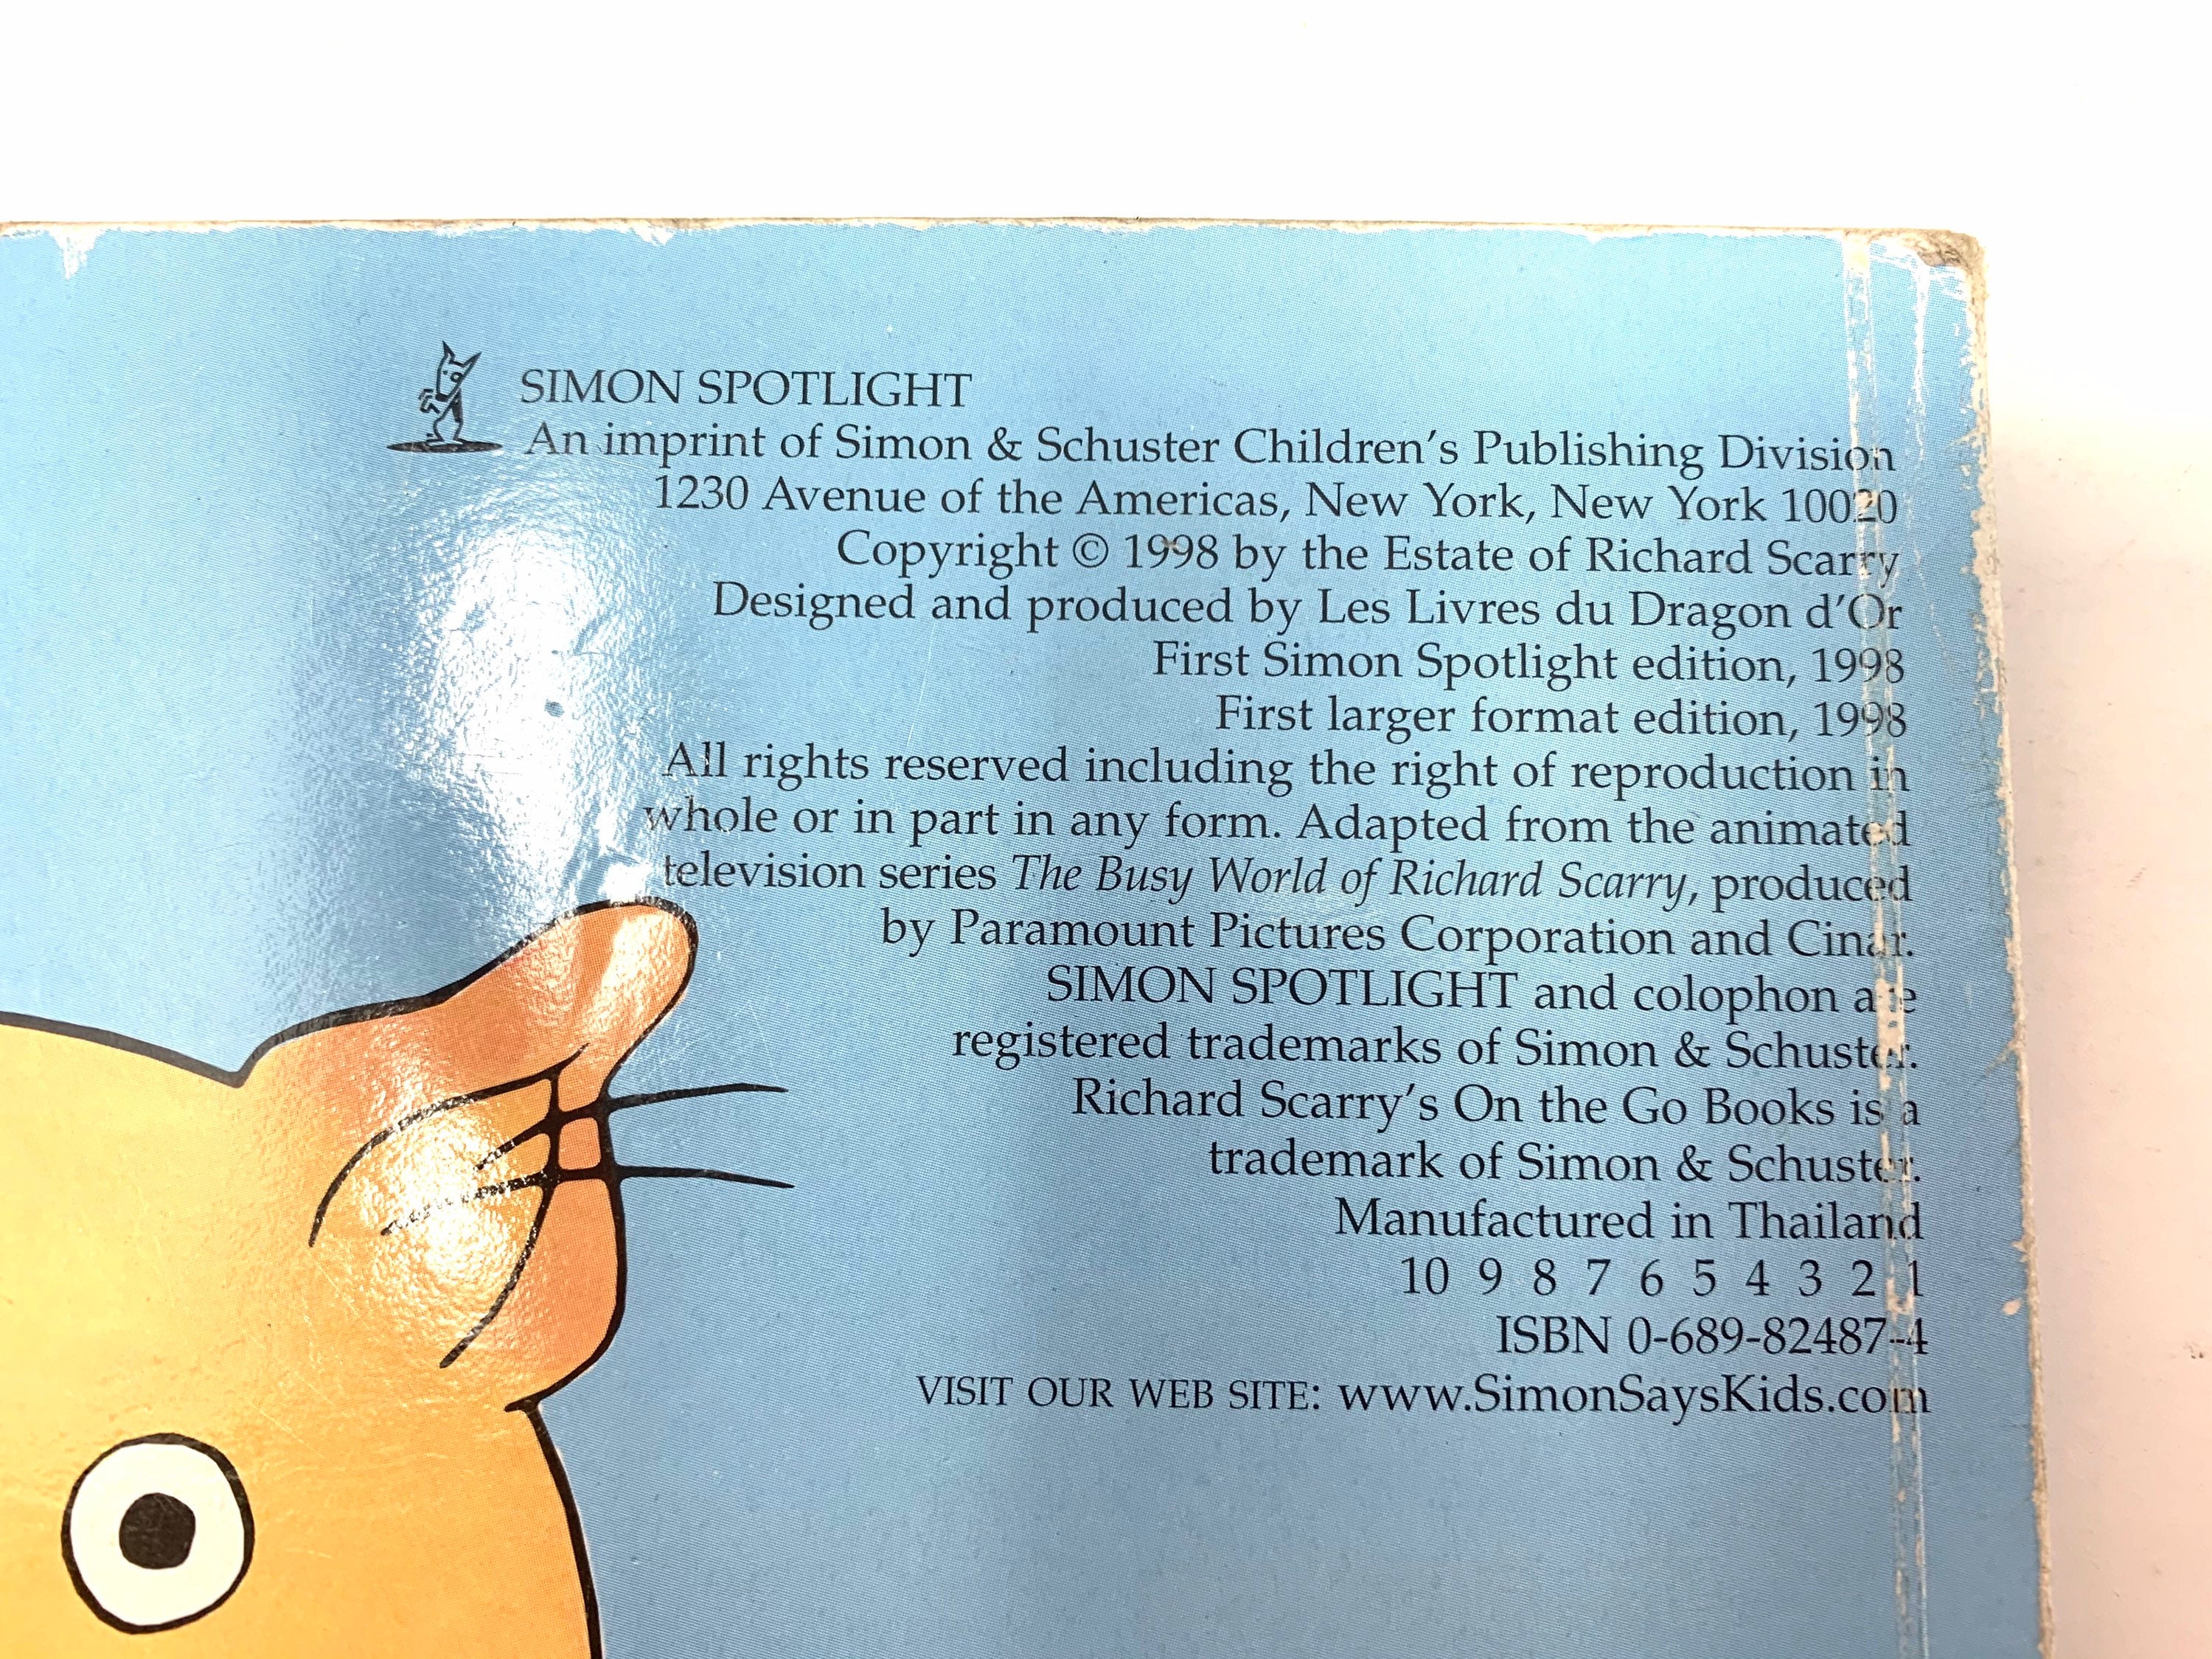 SIMON SPOTLIGHT
An imprint of Simon & Schuster Children's Publishing Division
1230 Avenue of the Americas, New York, New York 10020
Copyright © 1998 by the Estate of Richard Scarry
Designed and produced by Les Livres du Dragon d'Or
First Simon Spotlight edition, 1998
First larger format edition, 1998
All rights reserved including the right of reproduction in
whole or in part in any form. Adapted from the animated
television series The Busy World of Richard Scarry, produced
by Paramount Pictures Corporation and Cinar.
SIMON SPOTLIGHT and colophon are
registered trademarks of Simon & Schuster.
Richard Scarry's On the Go Books is a
trademark of Simon & Schuster.
Manufactured in Thailand
10 9 8 7 6 5 4 3 2 1
ISBN 0-689-82487-4
VISIT OUR WEB SITE: www.SimonSaysKids.com